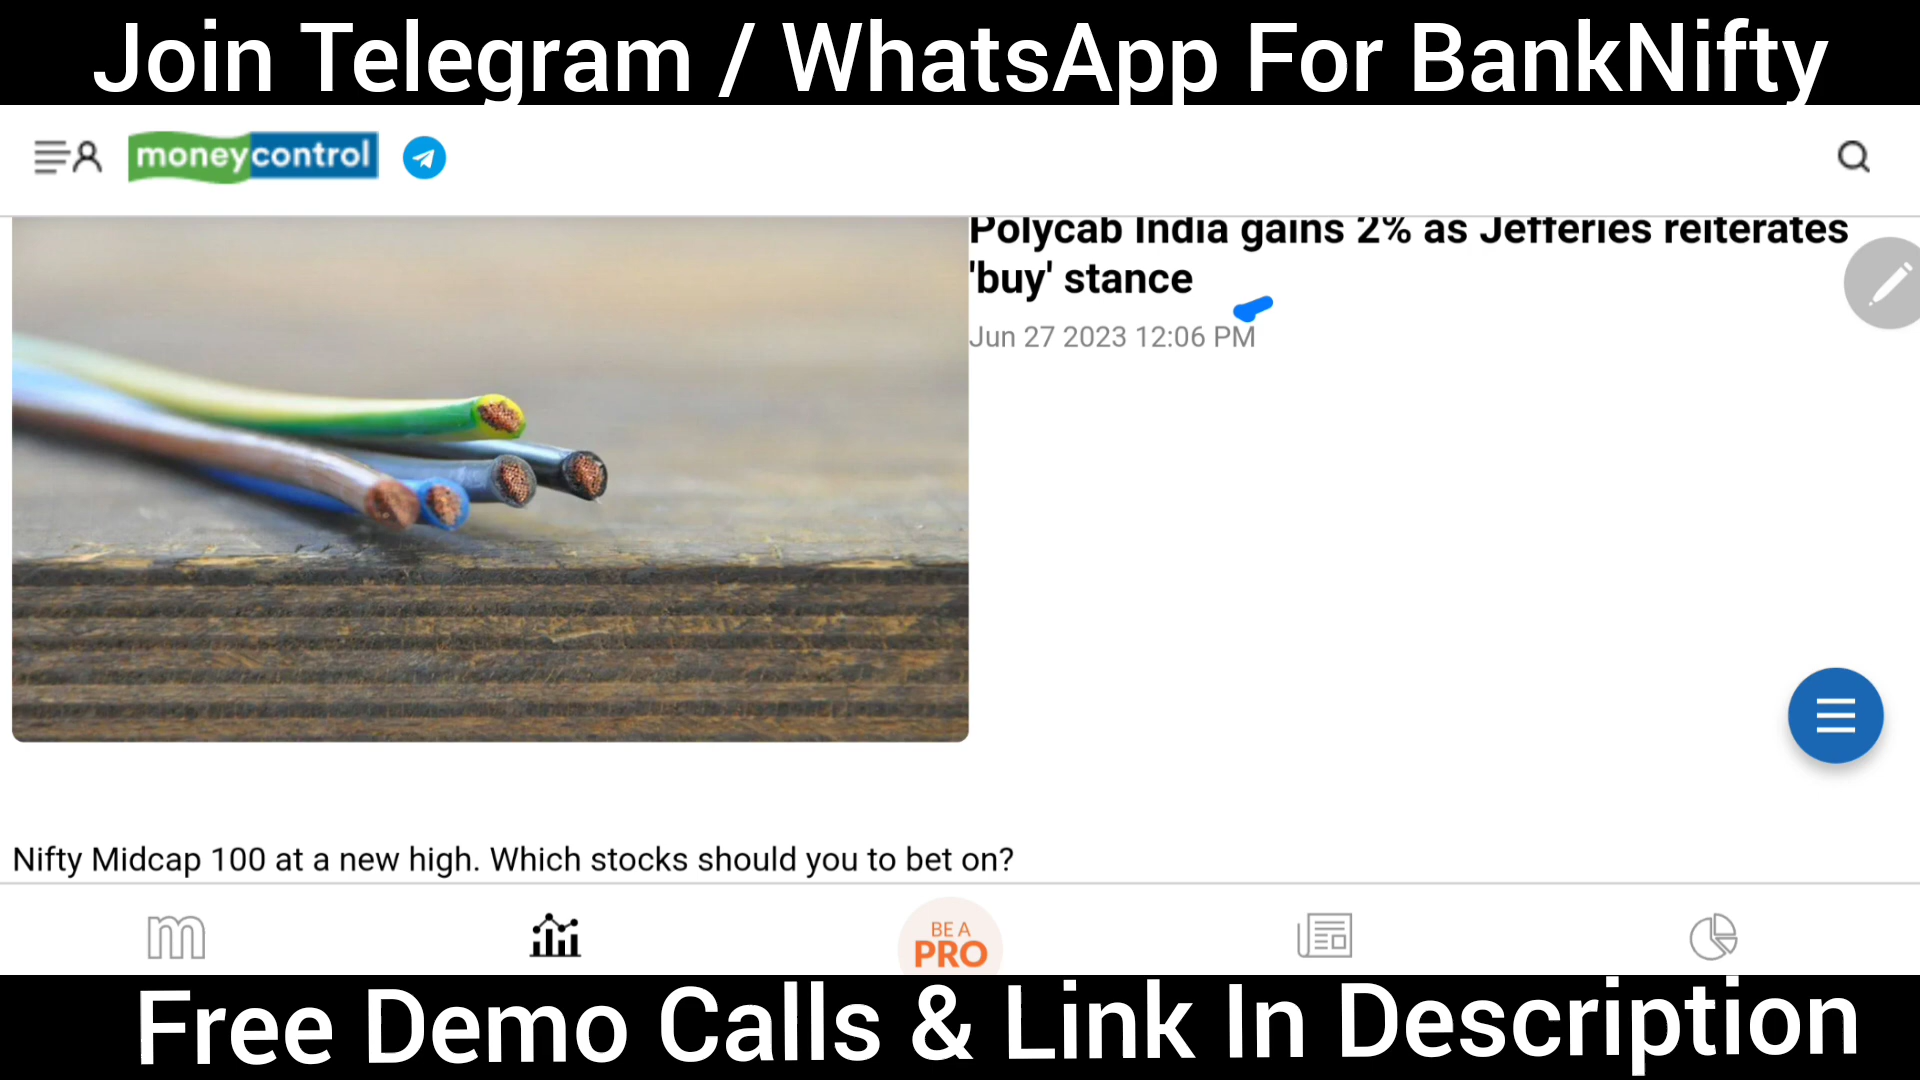 Join Telegram / WhatsApp For BankNifty
moneycontrol
Polycab India gains 2% as Jefferies reiterates
'buy' stance
Jun 27 2023 12:06 PM
Nifty Midcap 100 at a new high. Which stocks should you to bet on?
m
BE A
PRO
Free Demo Calls & Link In Description